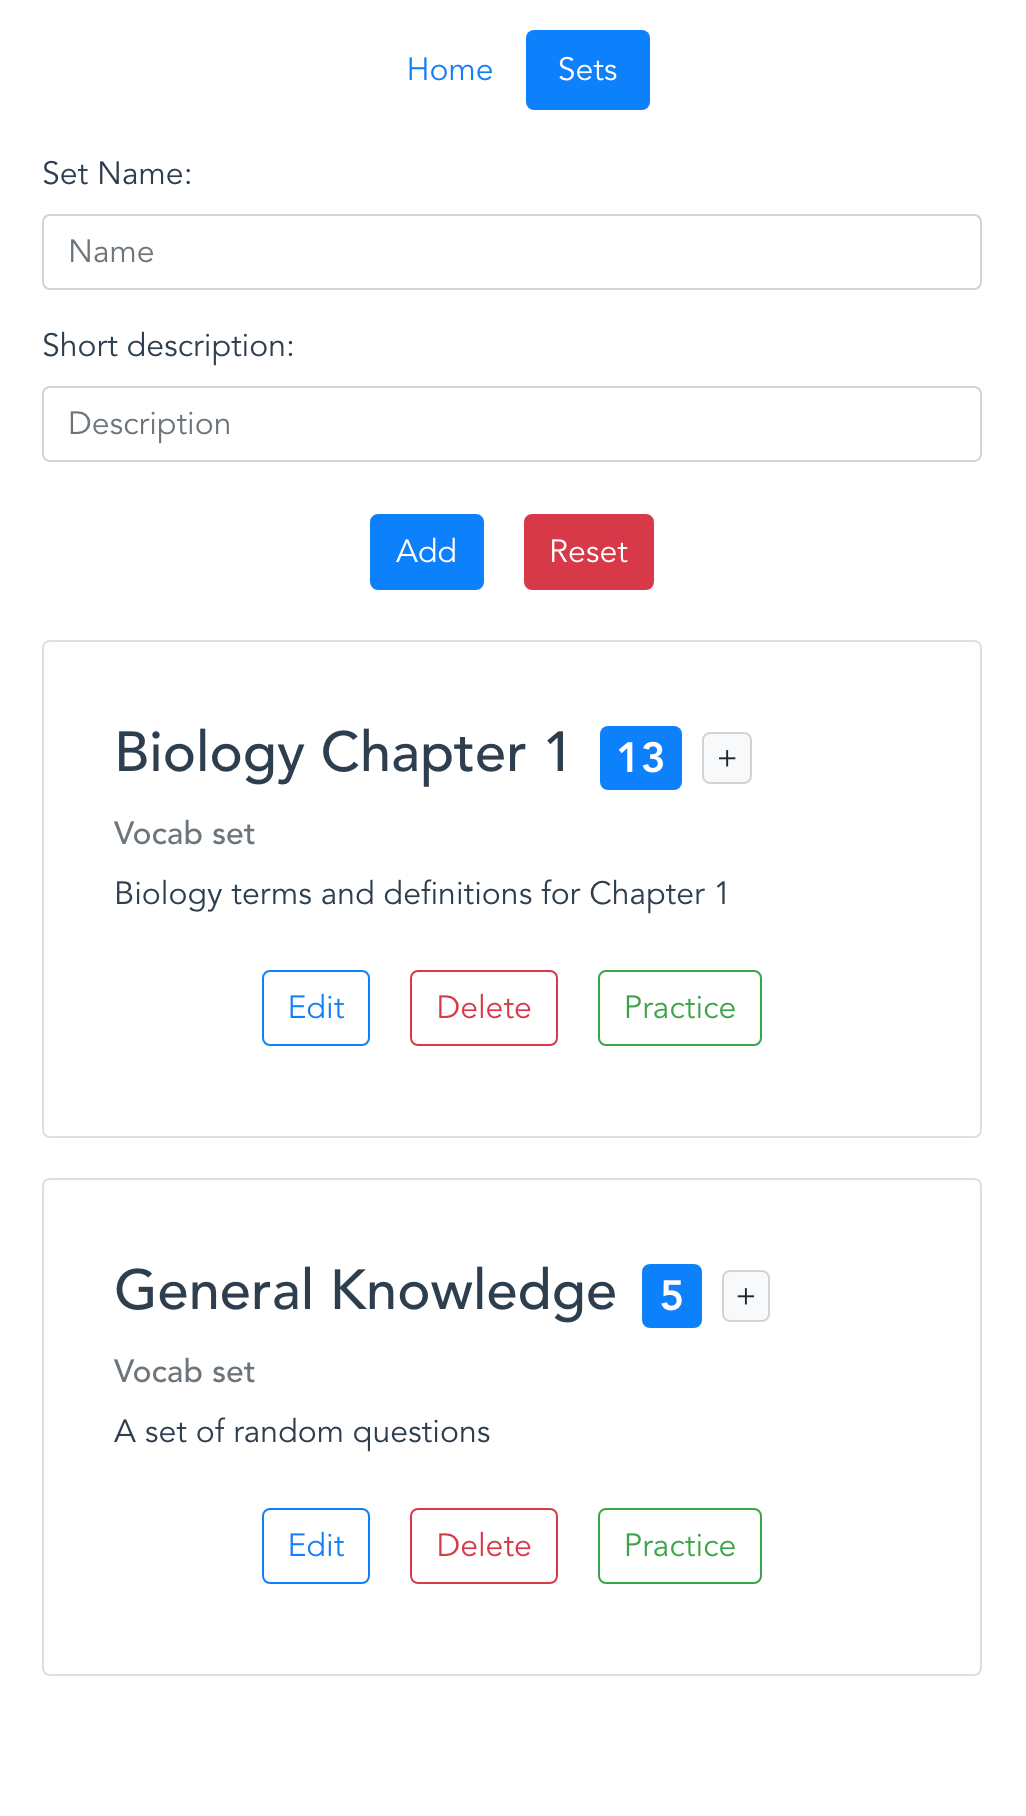 Home Sets
Set Name:
Name
Short description:
Description
Add Reset
Biology Chapter 1 13 +
Vocab set
Biology terms and definitions for Chapter 1
Edit Delete Practice
General Knowledge 5 +
Vocab set
A set of random questions
Edit Delete Practice